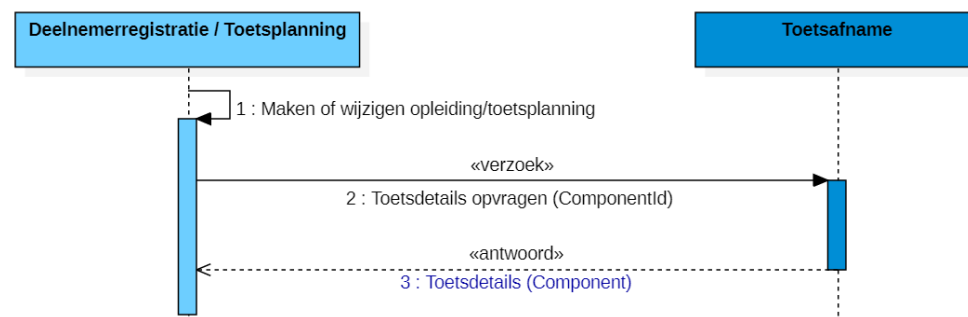 Deelnemerregistratie / Toetsplanning
Toetsafname
1 : Maken of wijzigen opleiding/toetsplanning
«verzoek»
2 : Toetsdetails opvragen (ComponentId)
«antwoord»
3 : Toetsdetails (Component)